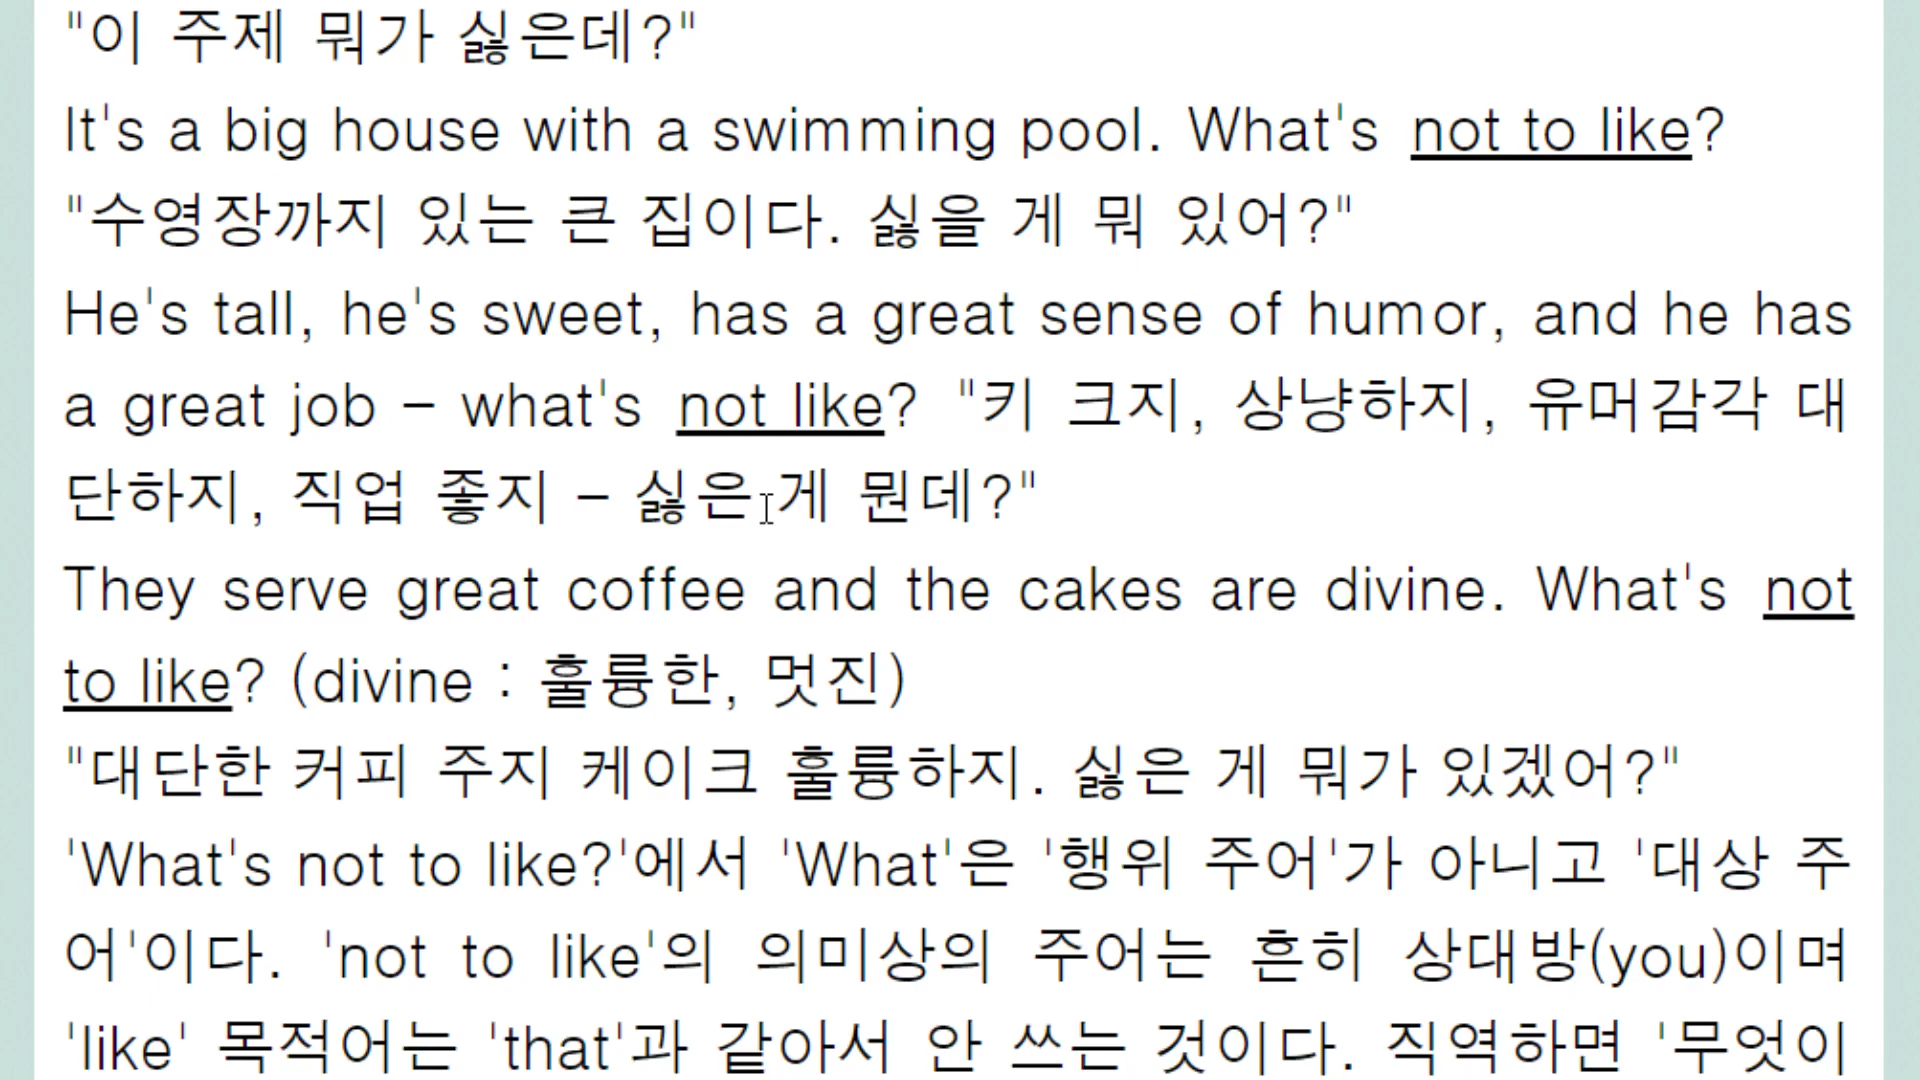 "이 주제 뭐가 싫은데?"
It's a big house with a swimming pool. What's not to like?
"수영장까지 있는 큰 집이다. 싫을 게 뭐 있어?"
He's tall, he's sweet, has a great sense of humor, and he has
a great job – what's not like? "키 크지, 상냥하지, 유머감각 대
단하지, 직업 좋지 – 싫은 게 뭔데?"
They serve great coffee and the cakes are divine. What's not
to like? (divine : 훌륭한, 멋진)
"대단한 커피 주지 케이크 훌륭하지. 싫은 게 뭐가 있겠어?"
'What's not to like?'에서 'What'은 '행위 주어'가 아니고 '대상 주
어'이다. 'not to like'의 의미상의 주어는 흔히 상대방(you)이며
'like' 목적어는 'that'과 같아서 안 쓰는 것이다. 직역하면 '무엇이